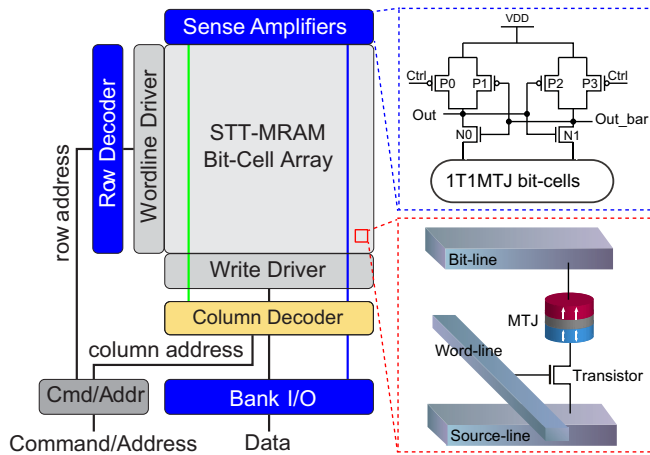 Sense Amplifiers
Row Decoder
Wordline Driver
STT-MRAM
Bit-Cell Array
row address
Write Driver
Column Decoder
column address
Cmd/Addr
Bank I/O
Command/Address
Data
VDD
Ctrl
P0
P1
P2
P3
Ctrl
Out
Out_bar
N0
N1
1T1MTJ bit-cells
Bit-line
MTJ
Word-line
Transistor
Source-line